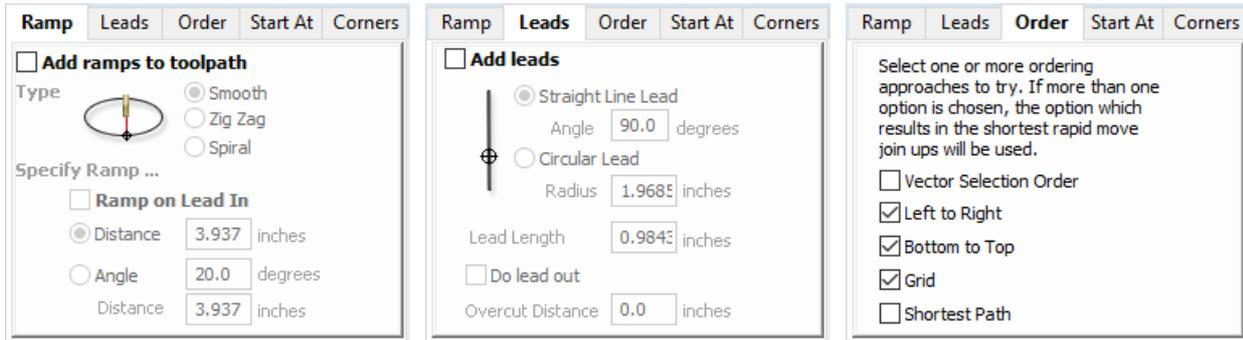 Ramp Leads Order Start At Corners
Add ramps to toolpath
Type
Smooth
Zig Zag
Spiral
Specify Ramp ...
Ramp on Lead In
Distance 3.937 inches
Angle 20.0 degrees
Distance 3.937 inches
Ramp Leads Order Start At Corners
Add leads
Straight Line Lead
Angle 90.0 degrees
Circular Lead
Radius 1.9685 inches
Lead Length 0.9843 inches
Do lead out
Overcut Distance 0.0 inches
Ramp Leads Order Start At Corners
Select one or more ordering
approaches to try. If more than one
option is chosen, the option which
results in the shortest rapid move
join ups will be used.
Vector Selection Order
Left to Right
Bottom to Top
Grid
Shortest Path